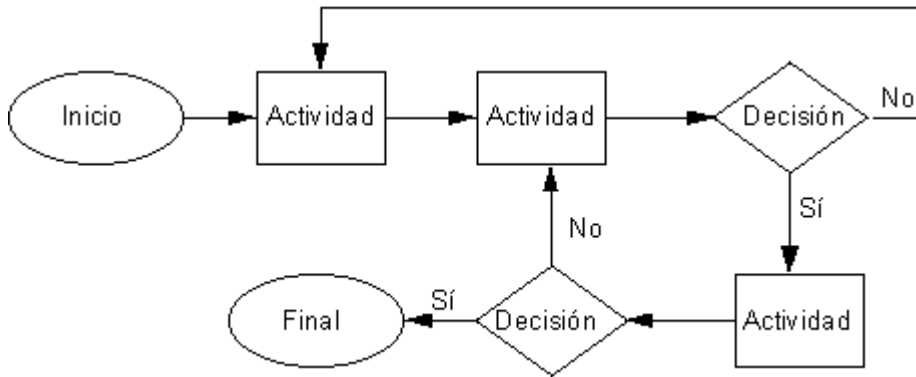 Inicio
Actividad
Actividad
Decisión
No
Sí
No
Final
Sí
Decisión
Actividad